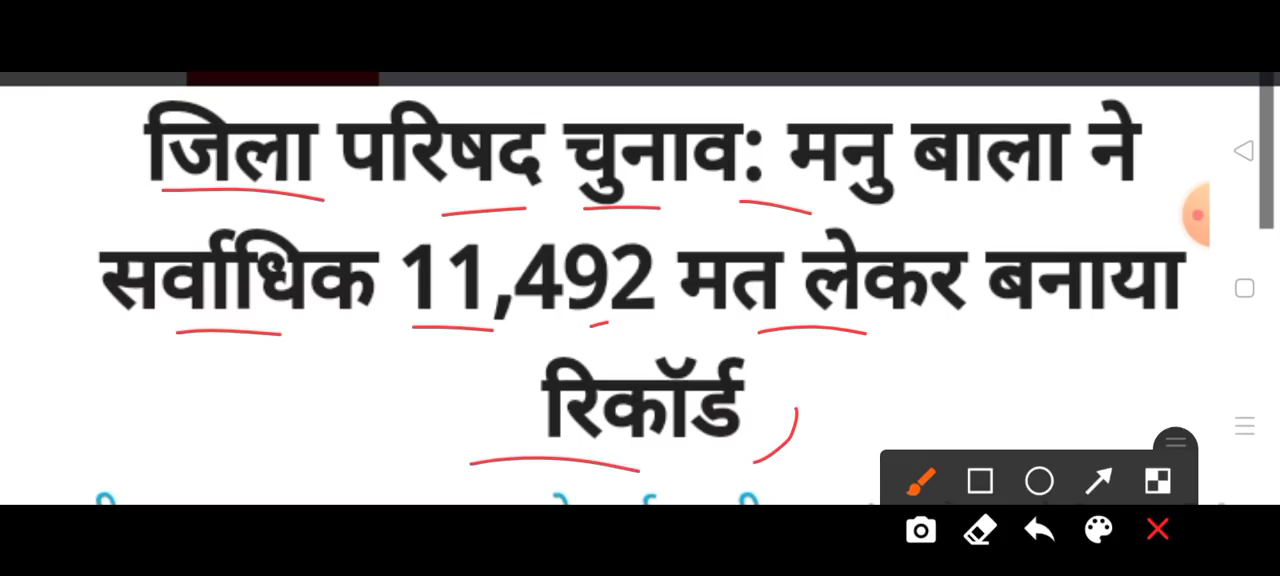 जिला परिषद चुनाव: मनु बाला ने
सर्वाधिक 11,492 मत लेकर बनाया
रिकॉर्ड